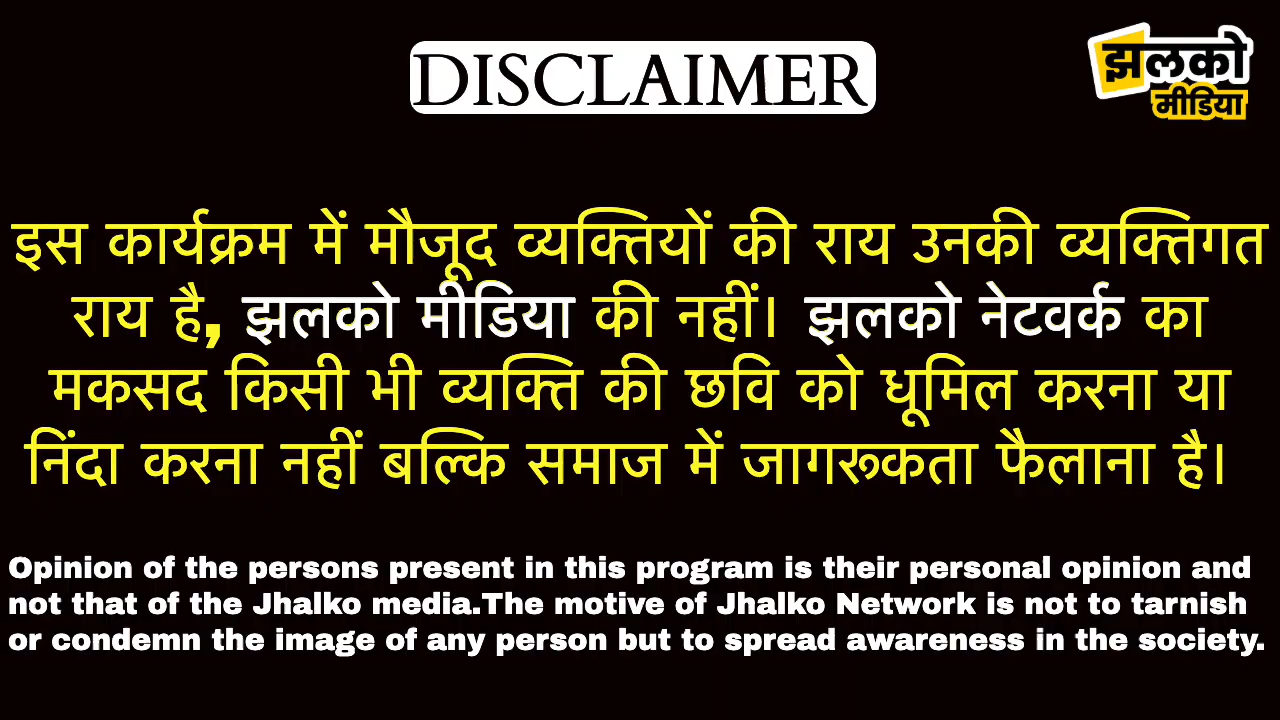 DISCLAIMER
झलको
मीडिया
इस कार्यक्रम में मौजूद व्यक्तियों की राय उनकी व्यक्तिगत
राय है, झलको मीडिया की नहीं। झलको नेटवर्क का
मकसद किसी भी व्यक्ति की छवि को धूमिल करना या
निंदा करना नहीं बल्कि समाज में जागरूकता फैलाना है।
Opinion of the persons present in this program is their personal opinion and
not that of the Jhalko media.The motive of Jhalko Network is not to tarnish
or condemn the image of any person but to spread awareness in the society.